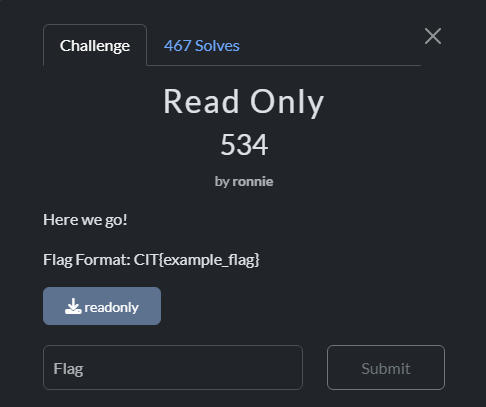 Challenge
467 Solves
Read Only
534
by ronnie
Here we go!
Flag Format: CIT{example_flag}
readonly
Flag
Submit